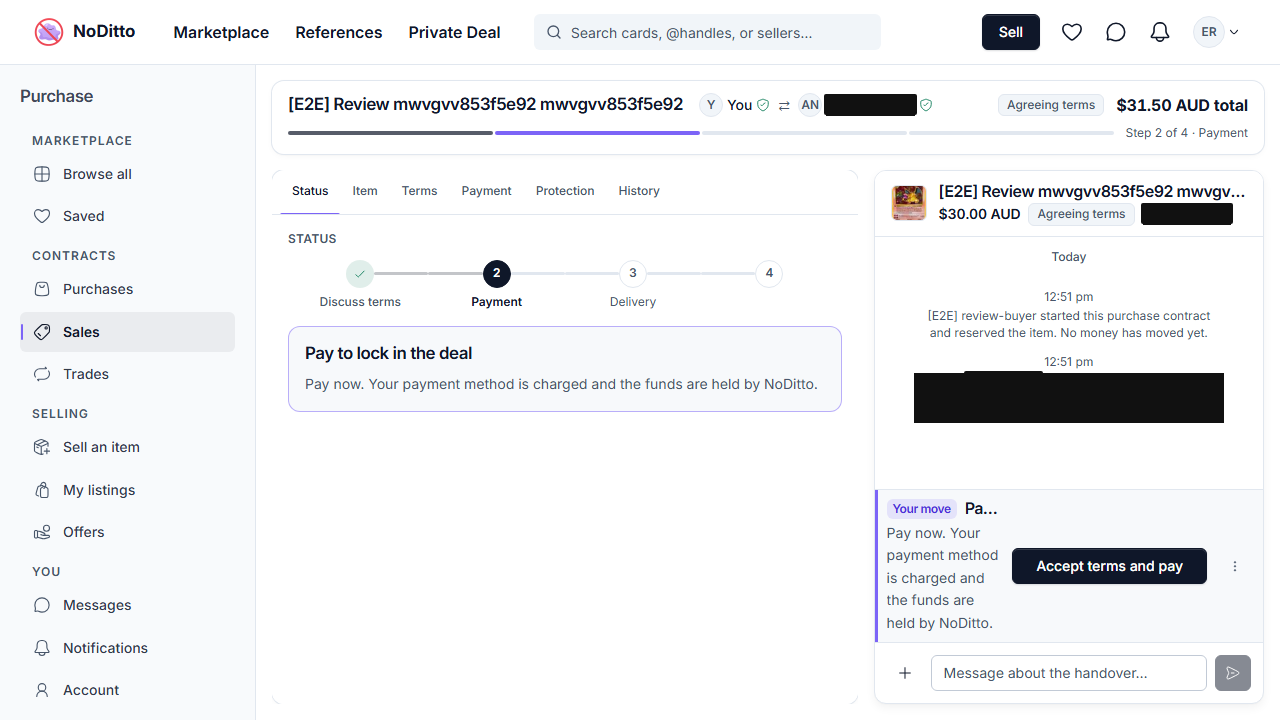 NoDitto
Marketplace
References
Private Deal
Search cards, @handles, or sellers...
Sell
ER
Purchase
MARKETPLACE
Browse all
Saved
CONTRACTS
Purchases
Sales
Trades
SELLING
Sell an item
My listings
Offers
YOU
Messages
Notifications
Account
[E2E] Review mwvgvv853f5e92 mwvgvv853f5e92
Y You
AN
Agreeing terms
$31.50 AUD total
Step 2 of 4 · Payment
Status
Item
Terms
Payment
Protection
History
STATUS
2
3
4
Discuss terms
Payment
Delivery
Pay to lock in the deal
Pay now. Your payment method is charged and the funds are held by NoDitto.
[E2E] Review mwvgvv853f5e92 mwvgv...
$30.00 AUD
Agreeing terms
Today
12:51 pm
[E2E] review-buyer started this purchase contract
and reserved the item. No money has moved yet.
12:51 pm
Your move
Pa...
Pay now. Your
payment method
is charged and
the funds are
held by NoDitto.
Accept terms and pay
Message about the handover...